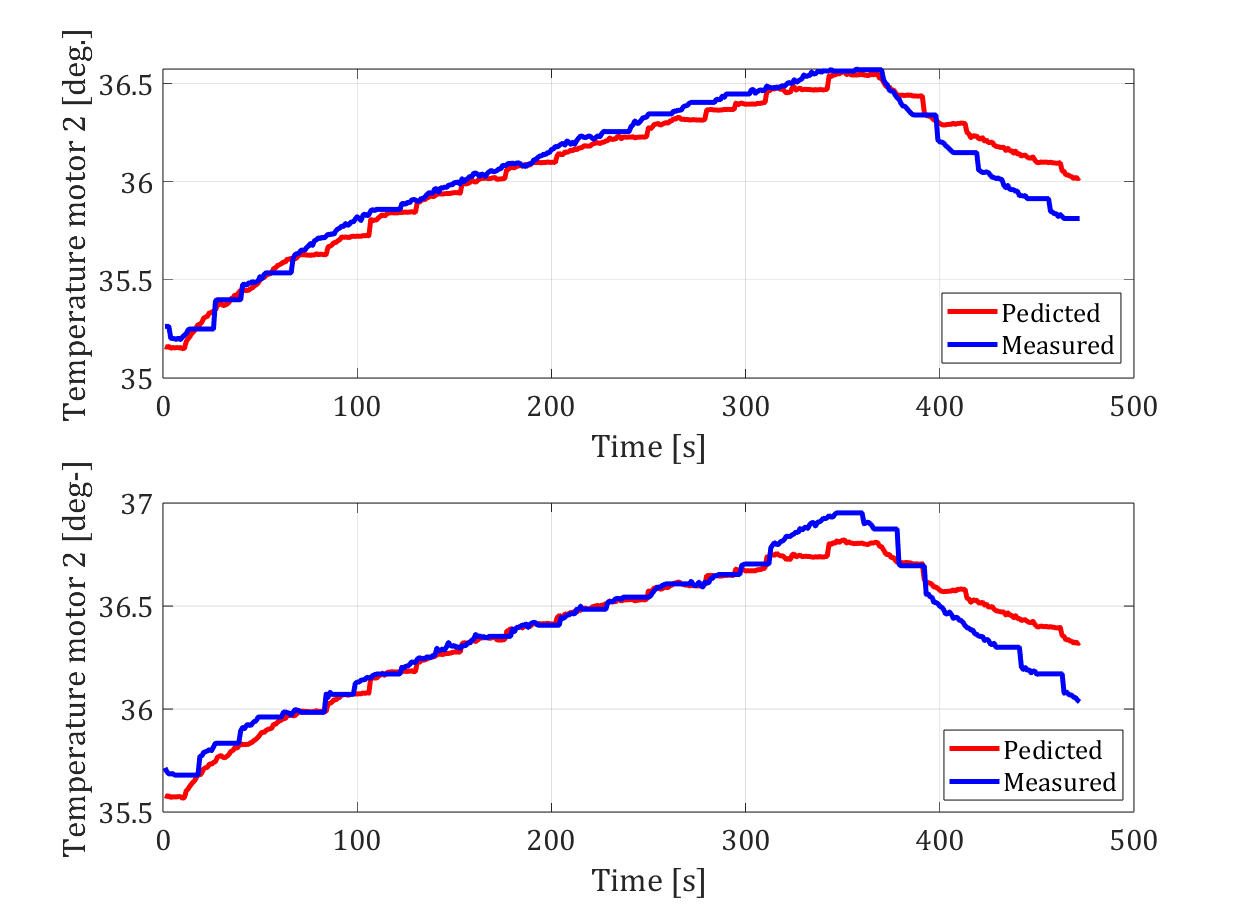 Temperature motor 2 [deg.]
36.5
36
35.5
35
0 100 200 300 400 500
Time [s]
Pedicted
Measured
Temperature motor 2 [deg-]
37
36.5
36
35.5
0 100 200 300 400 500
Time [s]
Pedicted
Measured